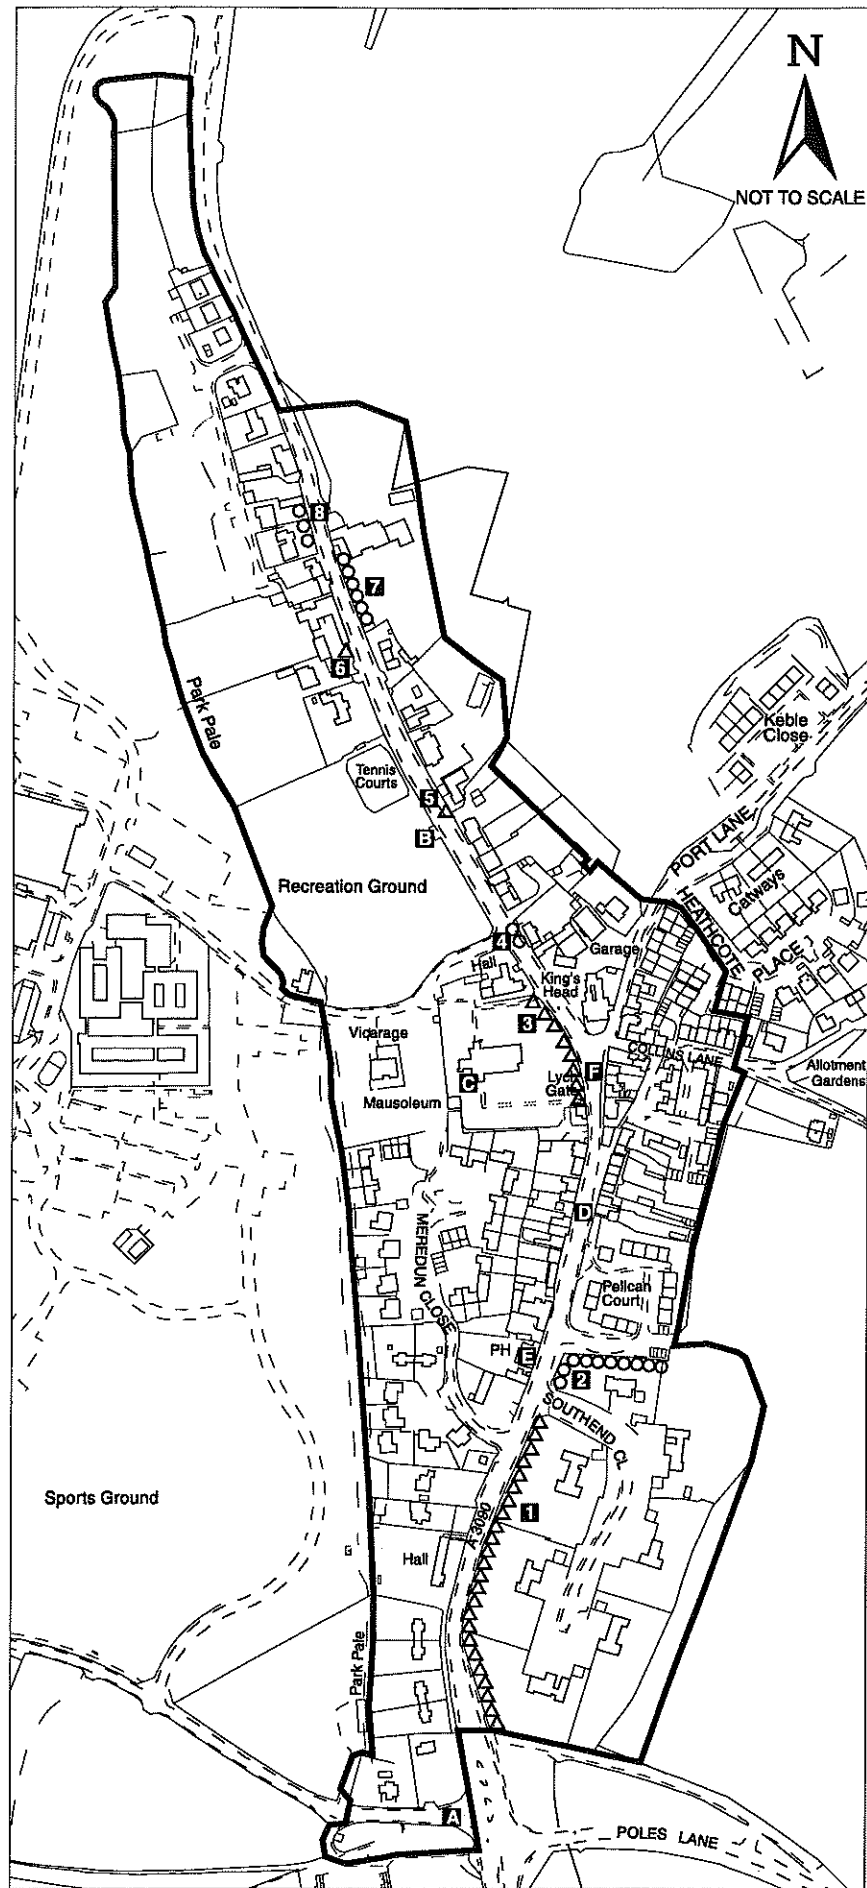 N
NOT TO SCALE
8
7
Park Pale
6
Keble
Close
Tennis
Courts
5
B
PORT LANE
Recreation Ground
HEATHCOTE
PLACE
Catways
4
Hall
Garage
King's
Head
3
Vicarage
COLLINS LANE
F
C
Lych
Gate
Allotment
Gardens
Mausoleum
D
MEREDUN CLOSE
Pelican
Court
PH
E
2
SOUTHEND CL
Sports Ground
1
A 3090
Hall
Park Pale
A
POLES LANE